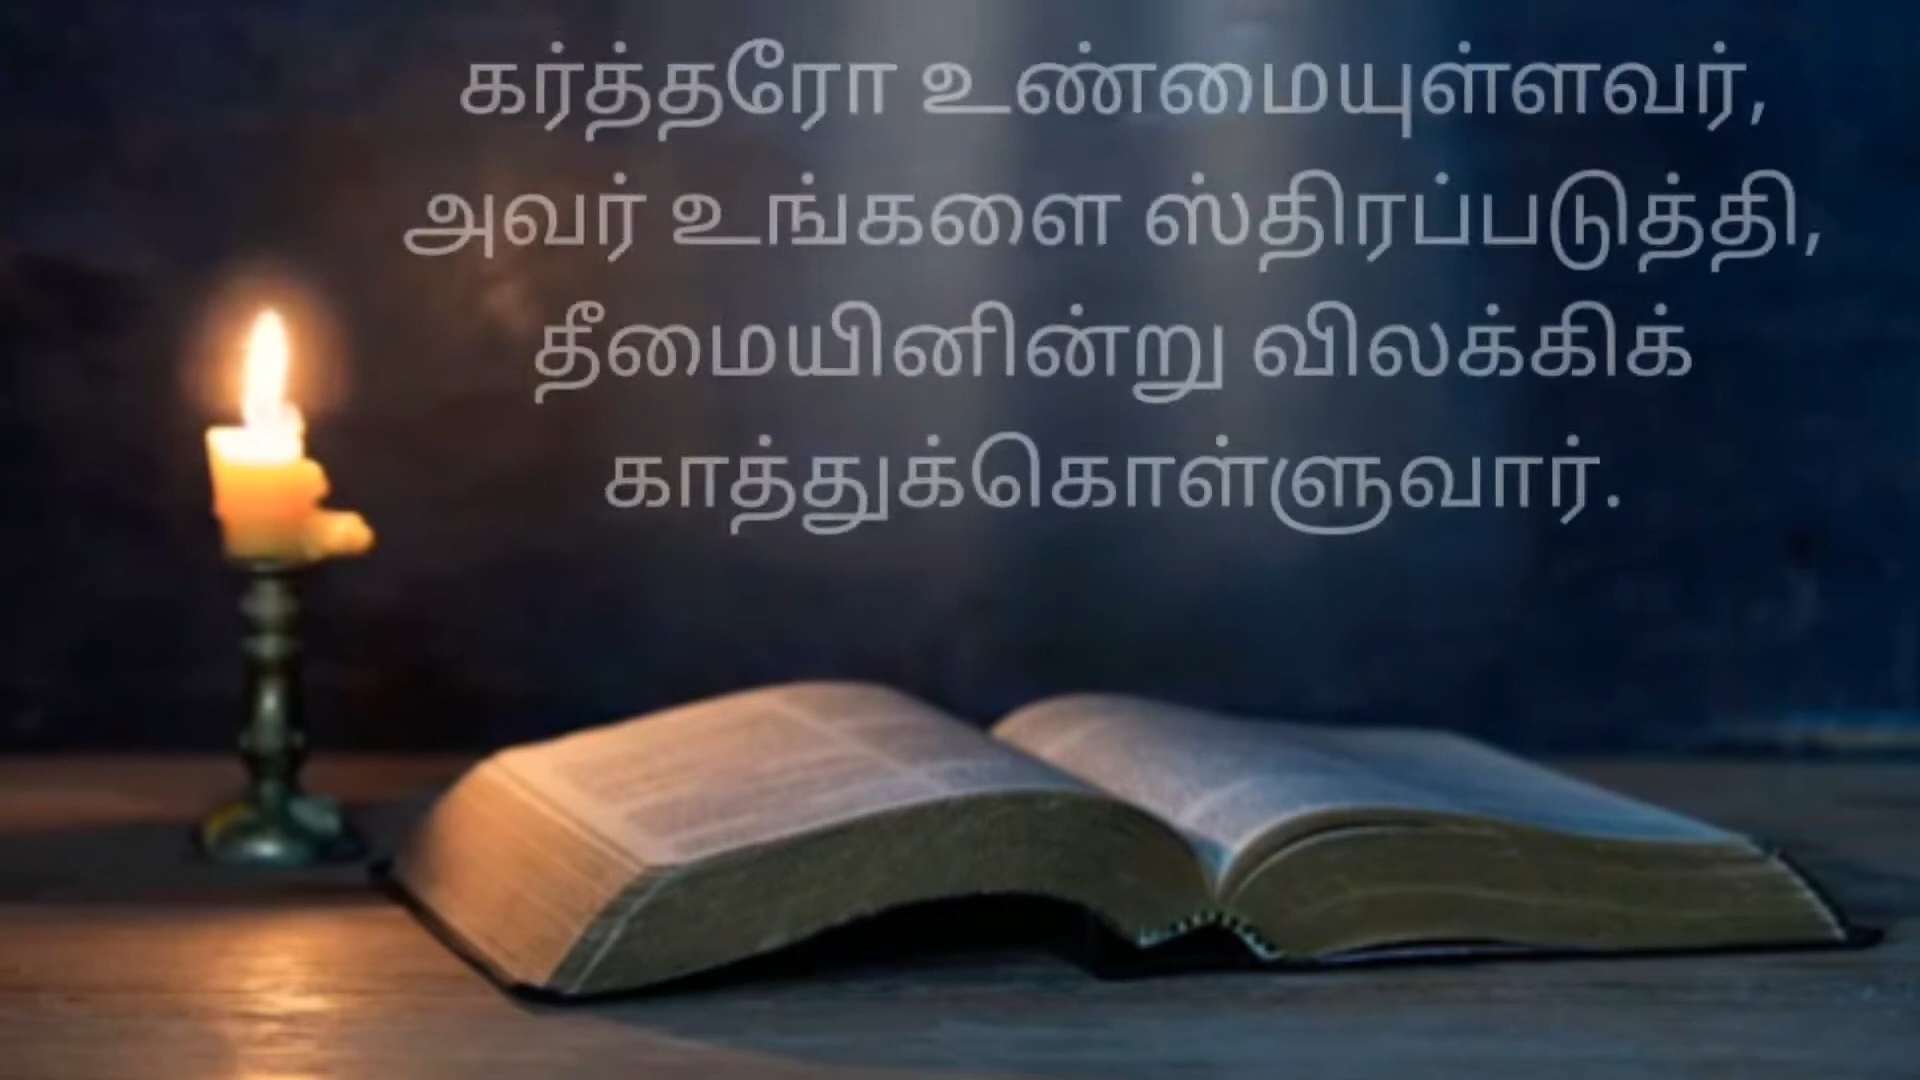 கர்த்தரோ உண்மையுள்ளவர்,
அவர் உங்களை ஸ்திரப்படுத்தி,
தீமையினின்று விலக்கிக்
காத்துக்கொள்ளுவார்.